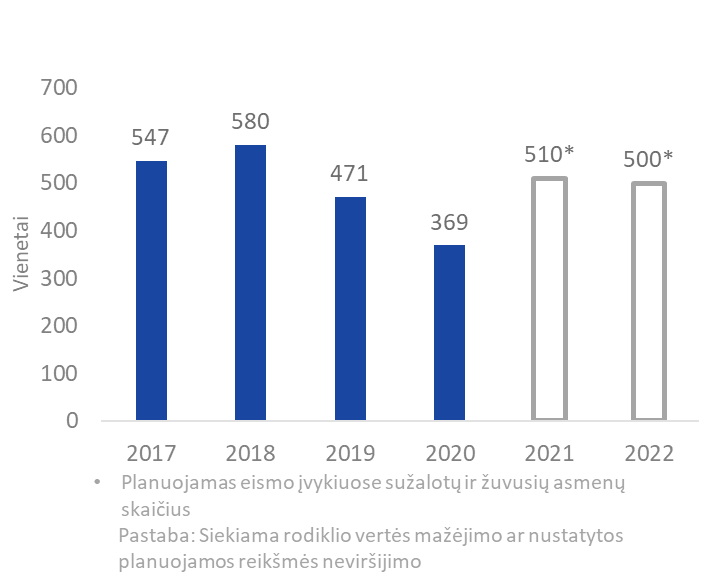 700
600
500
400
300
200
100
0
Vienetai
547
580
471
369
510*
500*
2017 2018 2019 2020 2021 2022
• Planuojamas eismo įvykiuose sužalotų ir žuvusių asmenų
skaičius
Pastaba: Siekiama rodiklio vertės mažėjimo ar nustatytos
planuojamos reikšmės neviršijimo